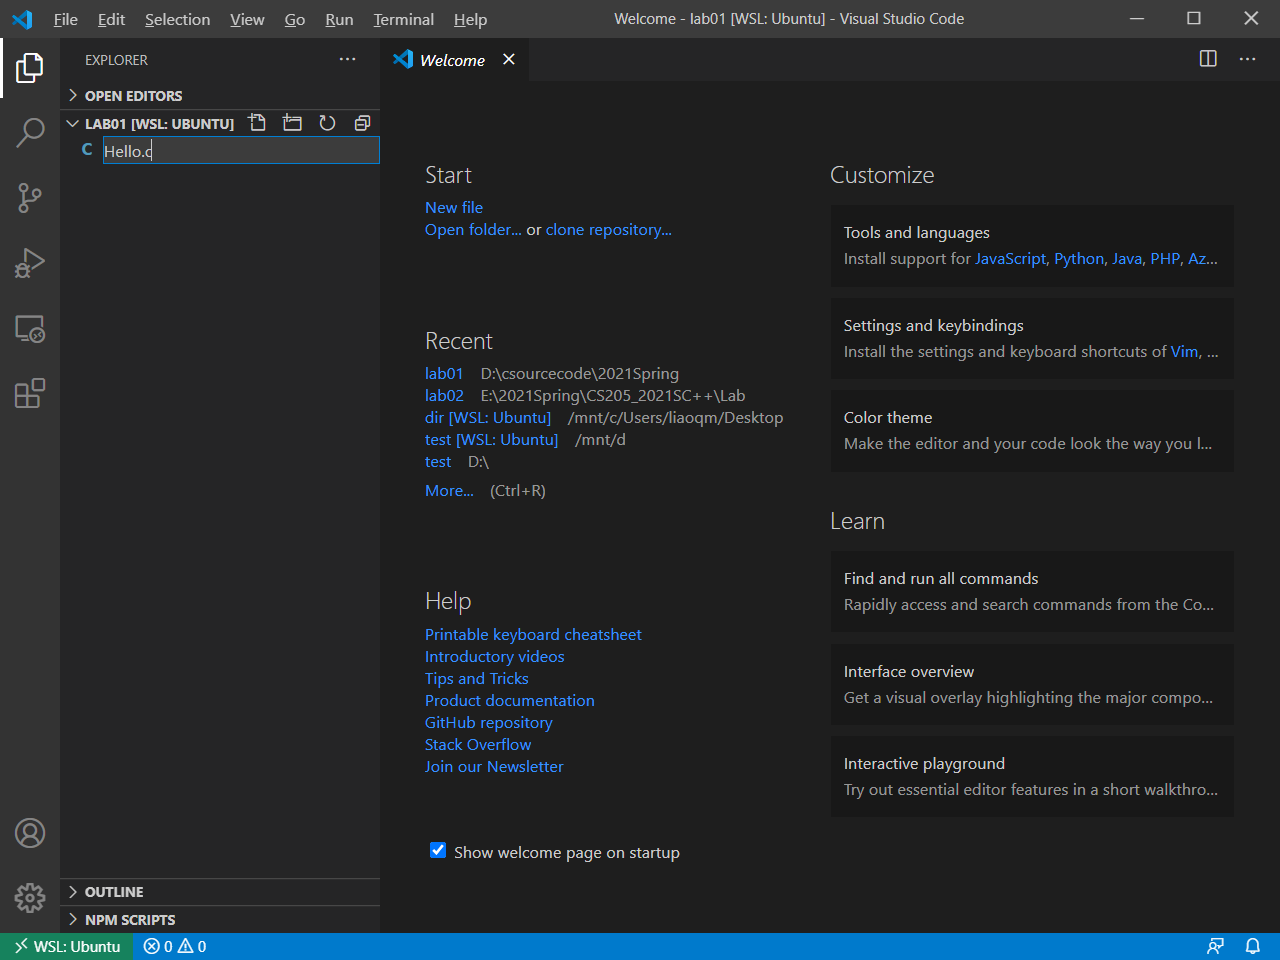 File Edit Selection View Go Run Terminal Help Welcome - lab01 [WSL: Ubuntu] - Visual Studio Code
EXPLORER
Welcome
OPEN EDITORS
LAB01 [WSL: UBUNTU]
C Hello.c
Start
New file
Open folder... or clone repository...
Recent
lab01 D:\csourcecode\2021Spring
lab02 E:\2021Spring\CS205_2021SC++\Lab
dir [WSL: Ubuntu] /mnt/c/Users/liaoqm/Desktop
test [WSL: Ubuntu] /mnt/d
test D:\
More... (Ctrl+R)
Help
Printable keyboard cheatsheet
Introductory videos
Tips and Tricks
Product documentation
GitHub repository
Stack Overflow
Join our Newsletter
Show welcome page on startup
Customize
Tools and languages
Install support for JavaScript, Python, Java, PHP, Az...
Settings and keybindings
Install the settings and keyboard shortcuts of Vim, ...
Color theme
Make the editor and your code look the way you l...
Learn
Find and run all commands
Rapidly access and search commands from the Co...
Interface overview
Get a visual overlay highlighting the major compo...
Interactive playground
Try out essential editor features in a short walkthro...
OUTLINE
NPM SCRIPTS
WSL: Ubuntu 0 0